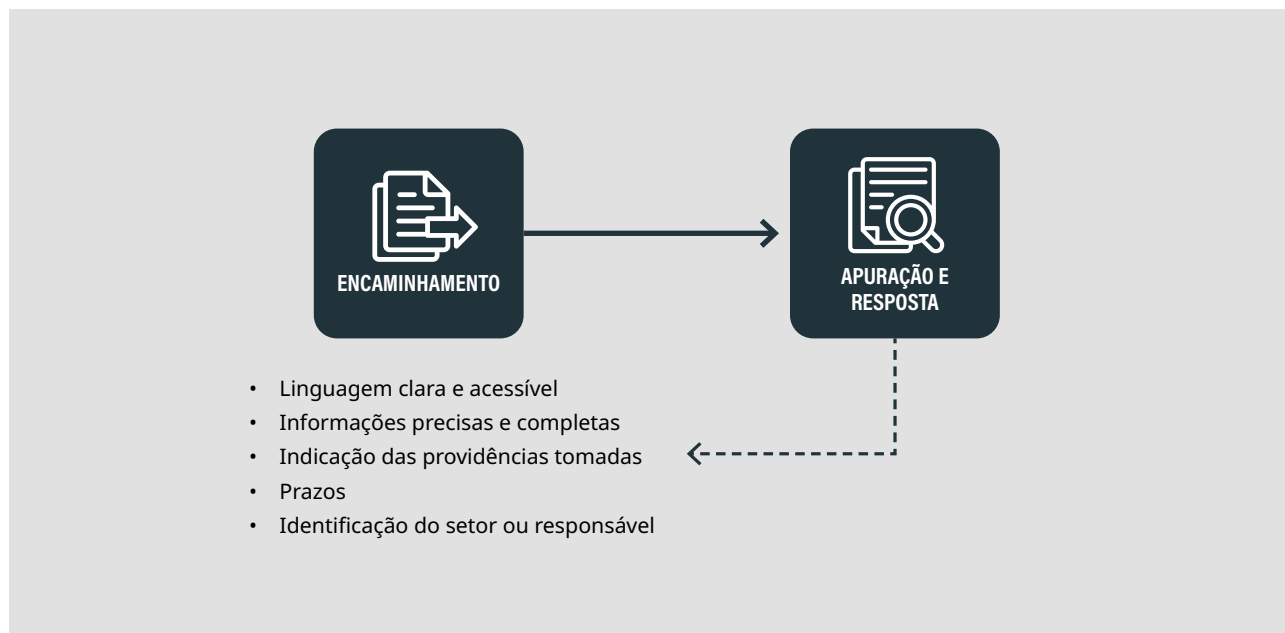 ENCAMINHAMENTO
APURAÇÃO E
RESPOSTA
• Linguagem clara e acessível
• Informações precisas e completas
• Indicação das providências tomadas
• Prazos
• Identificação do setor ou responsável